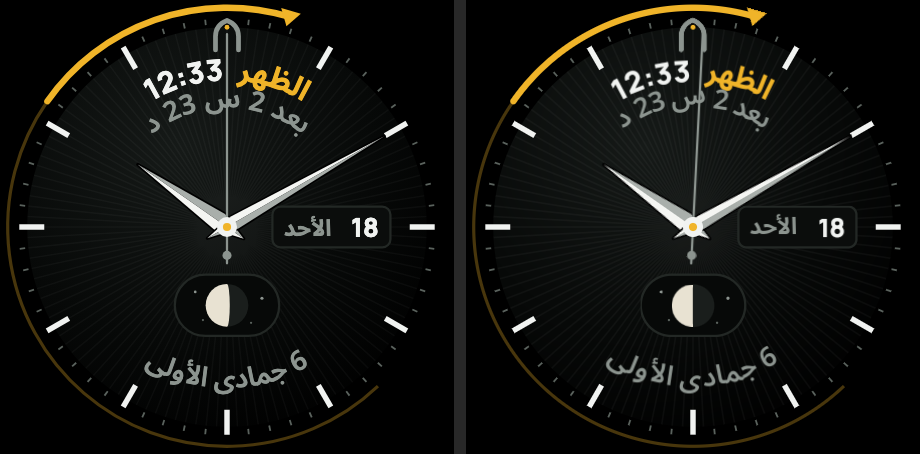 الظهر 12:33
بعد 2 س 23 د
الأحد 18
6 جمادى الأولى
الظهر 12:33
بعد 2 س 23 د
الأحد 18
6 جمادى الأولى